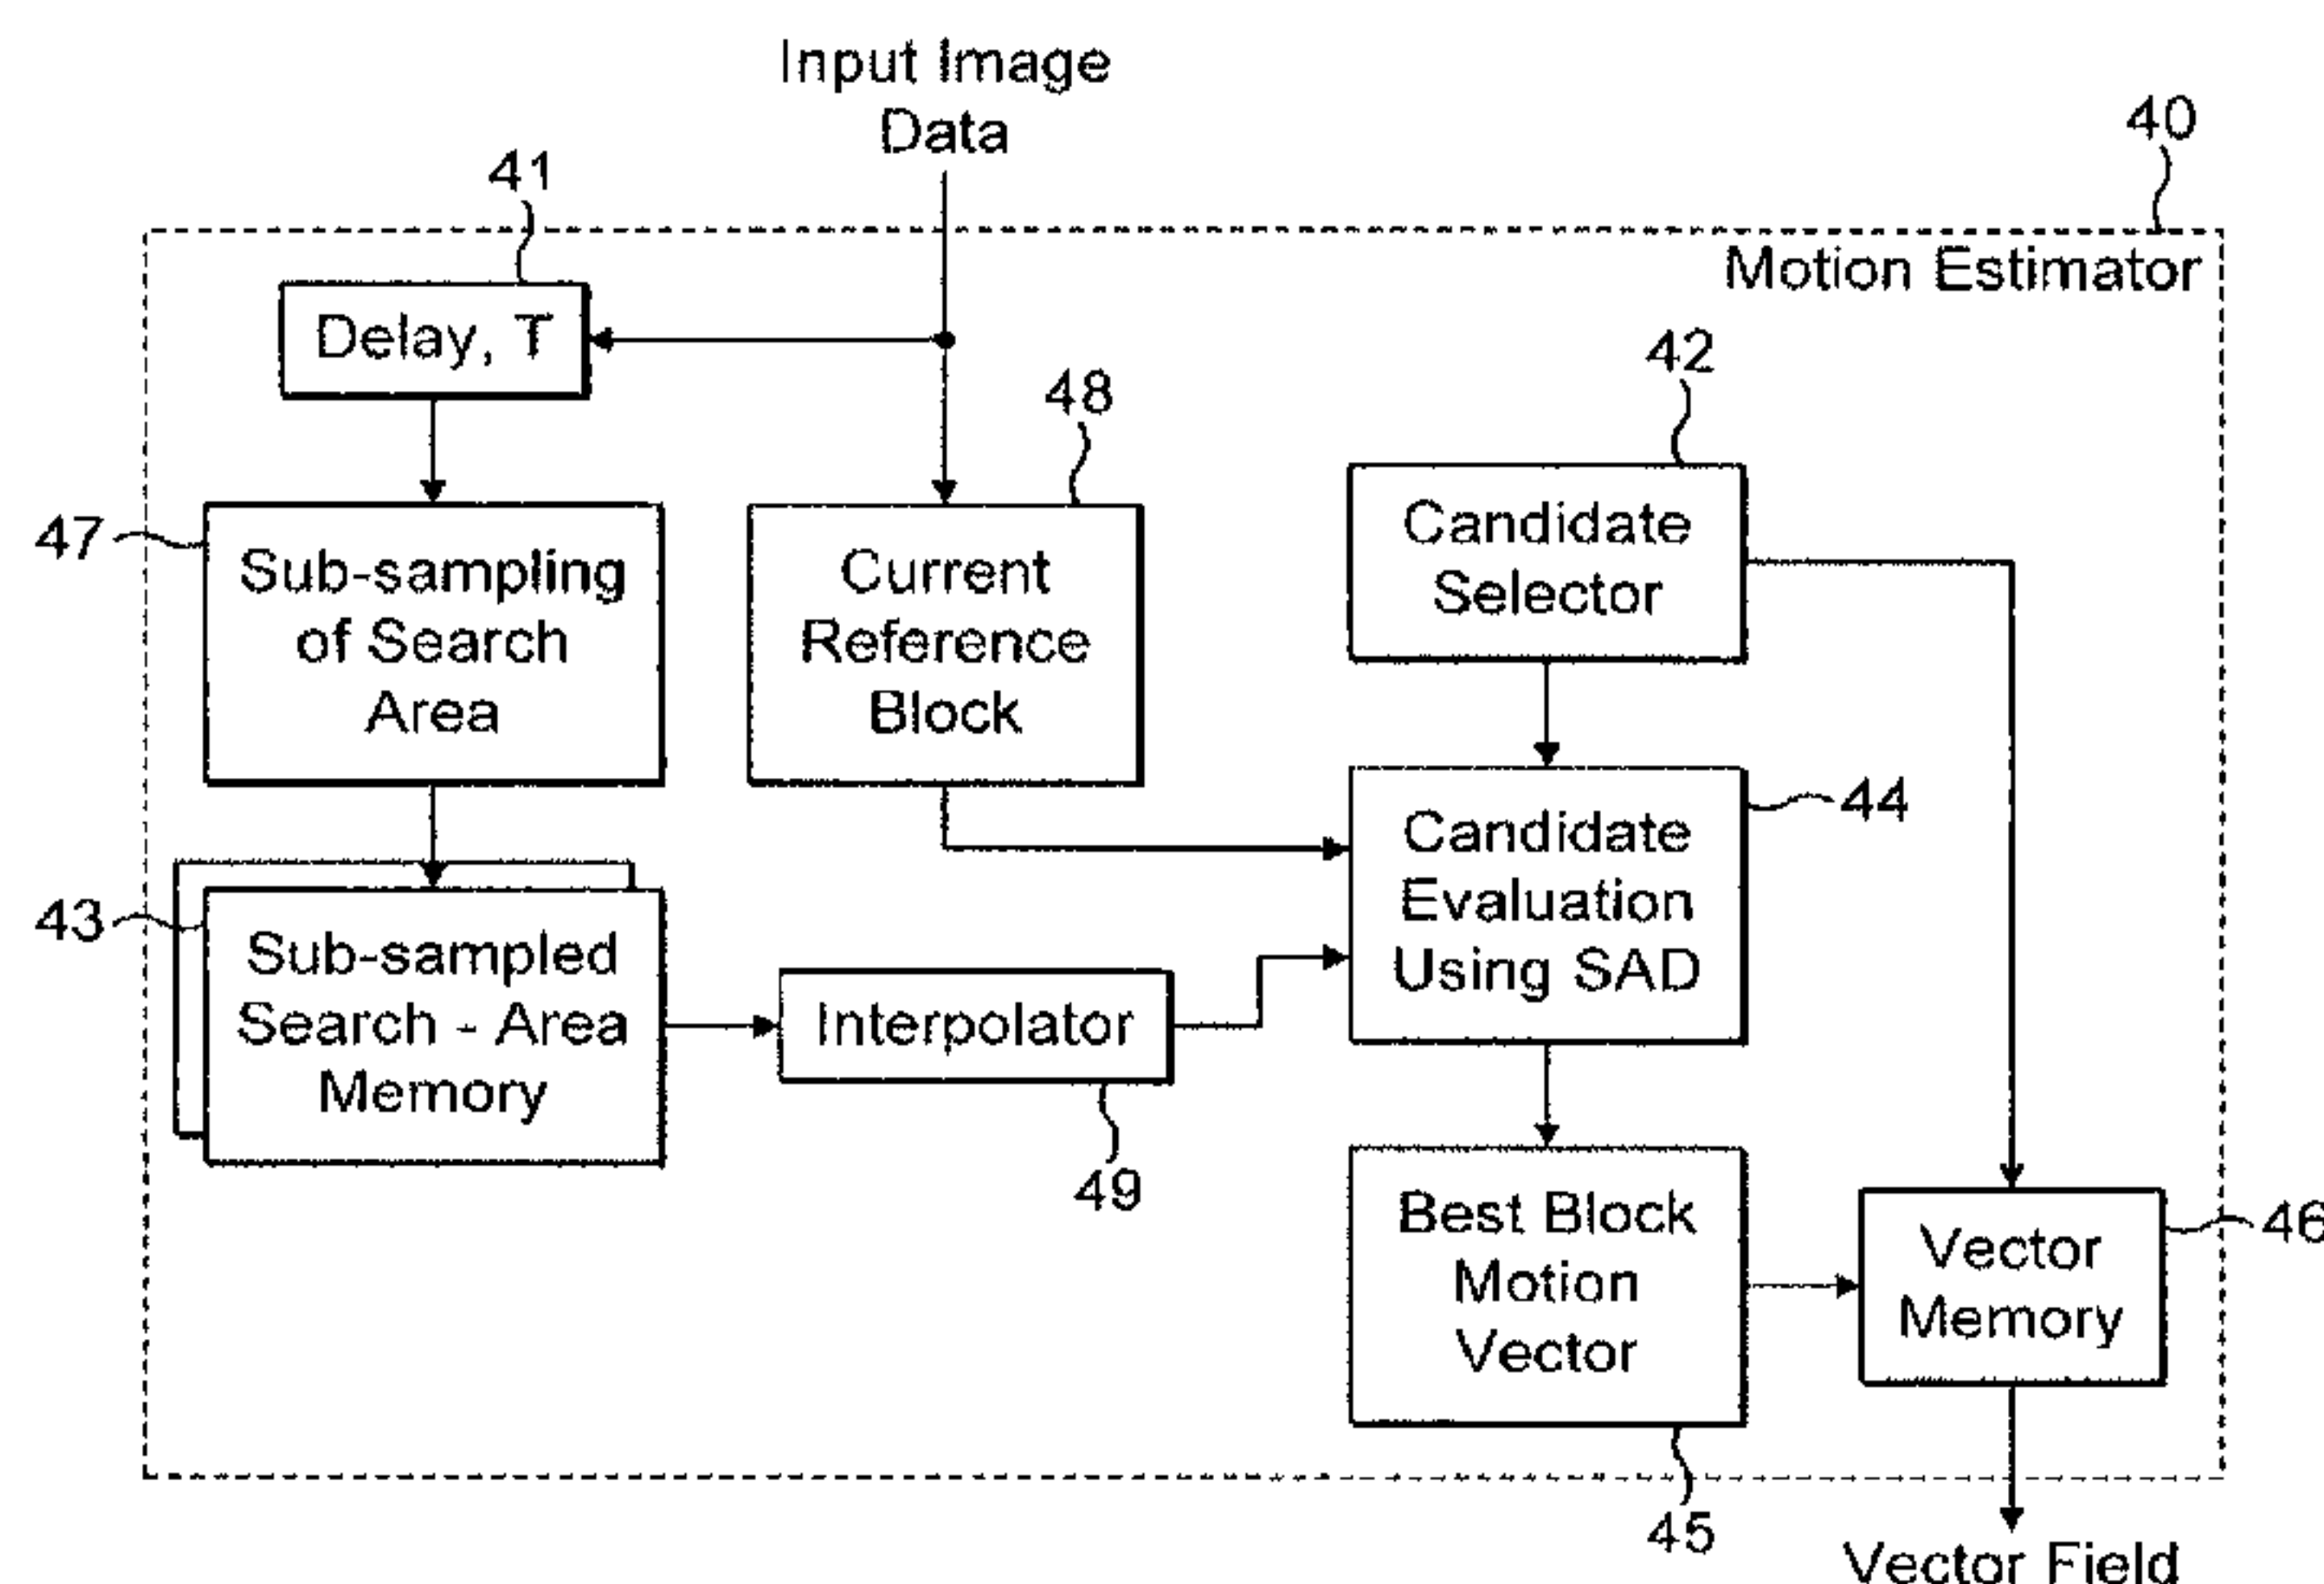 Input Image
Data
40
41
Motion Estimator
Delay, T
42
48
47
Sub-sampling
of Search
Area
Current
Reference
Block
Candidate
Selector
44
Candidate
Evaluation
Using SAD
43
Sub-sampled
Search - Area
Memory
Interpolator
49
Best Block
Motion
Vector
46
Vector
Memory
45
Vector Field